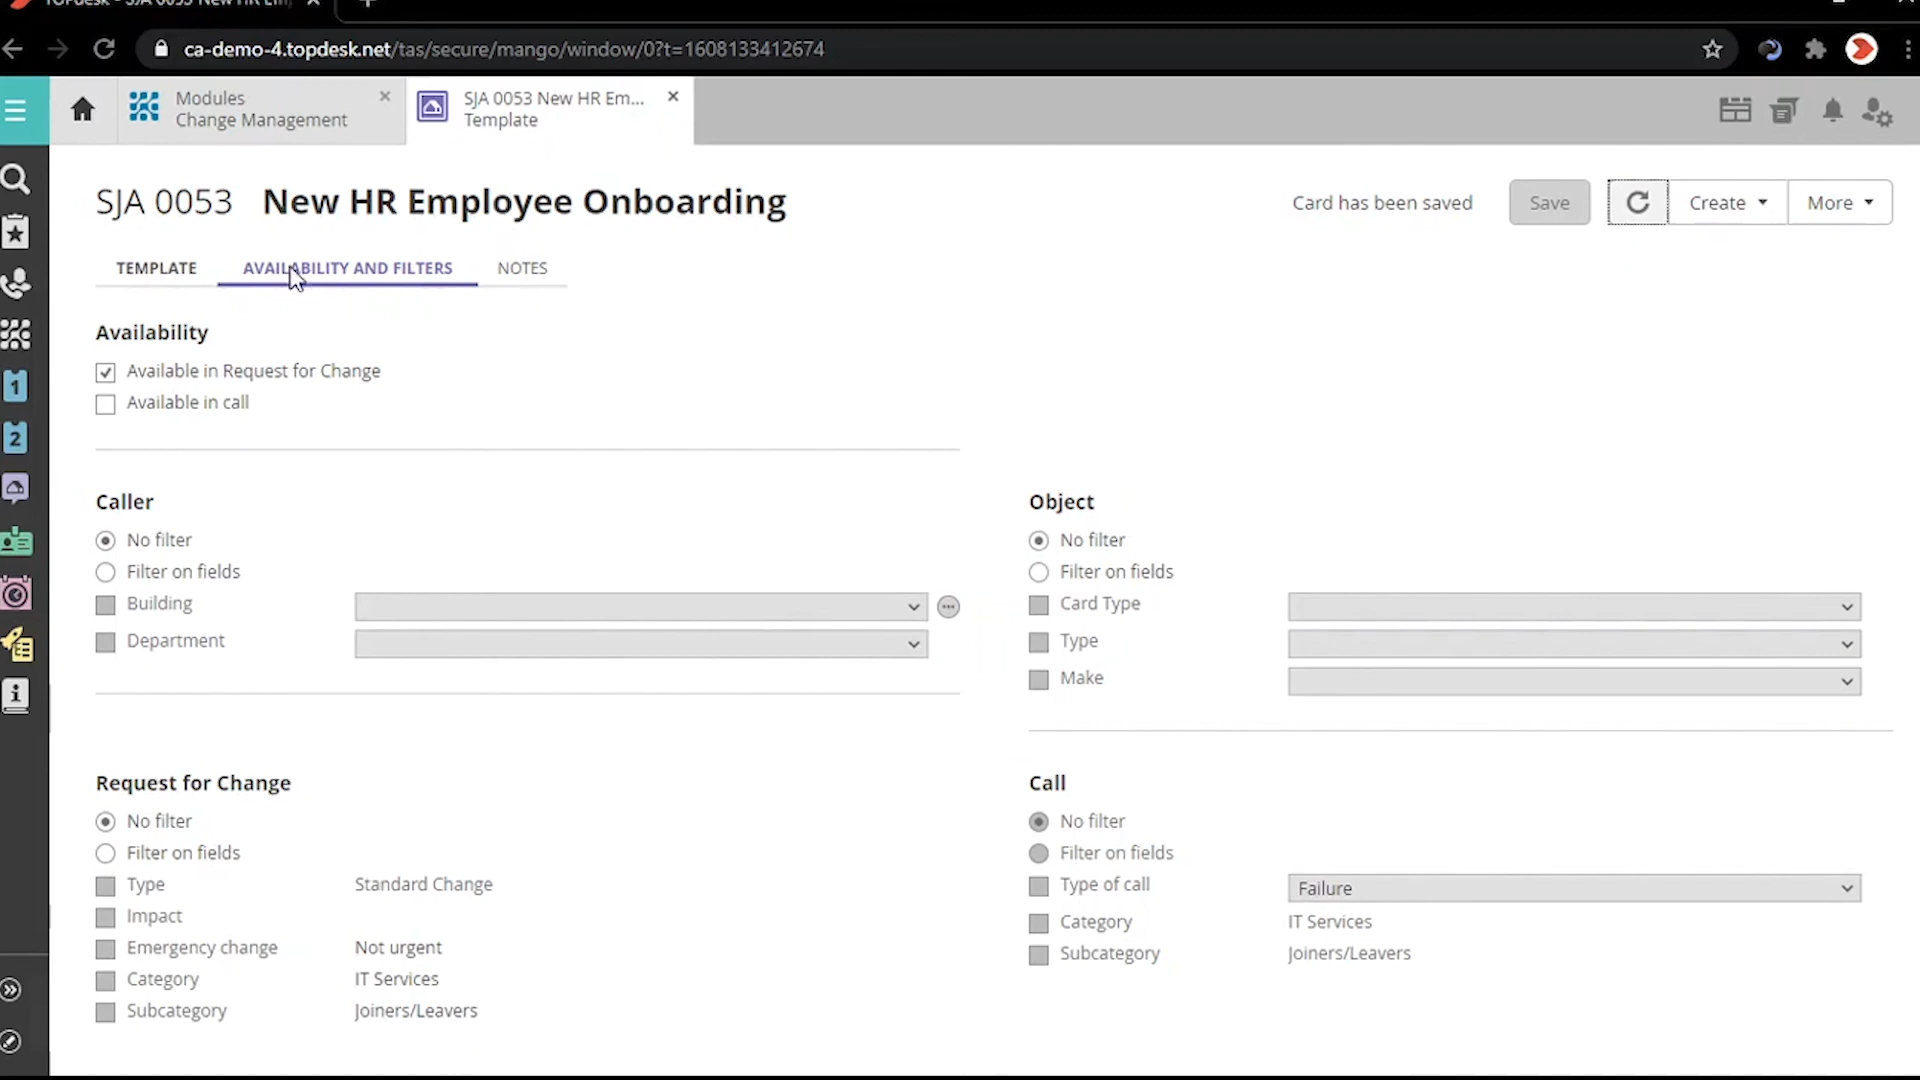 ca-demo-4.topdesk.net/tas/secure/mango/window/0?t=1608133412674
Modules
Change Management
SJA 0053 New HR Em...
Template
SJA 0053 New HR Employee Onboarding
Card has been saved
Save
Create
More
TEMPLATE
AVAILABILITY AND FILTERS
NOTES
Availability
Available in Request for Change
Available in call
Caller
No filter
Filter on fields
Building
Department
Object
No filter
Filter on fields
Card Type
Type
Make
Request for Change
No filter
Filter on fields
Type Standard Change
Impact
Emergency change Not urgent
Category IT Services
Subcategory Joiners/Leavers
Call
No filter
Filter on fields
Type of call Failure
Category IT Services
Subcategory Joiners/Leavers
1
2